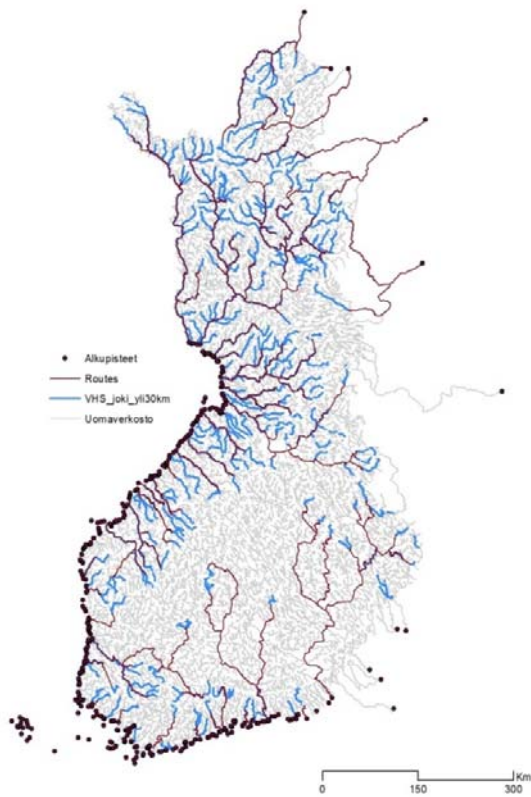 Alkupisteet
Routes
VHS_joki_yli30km
Uomaverkosto
Km
0 150 300